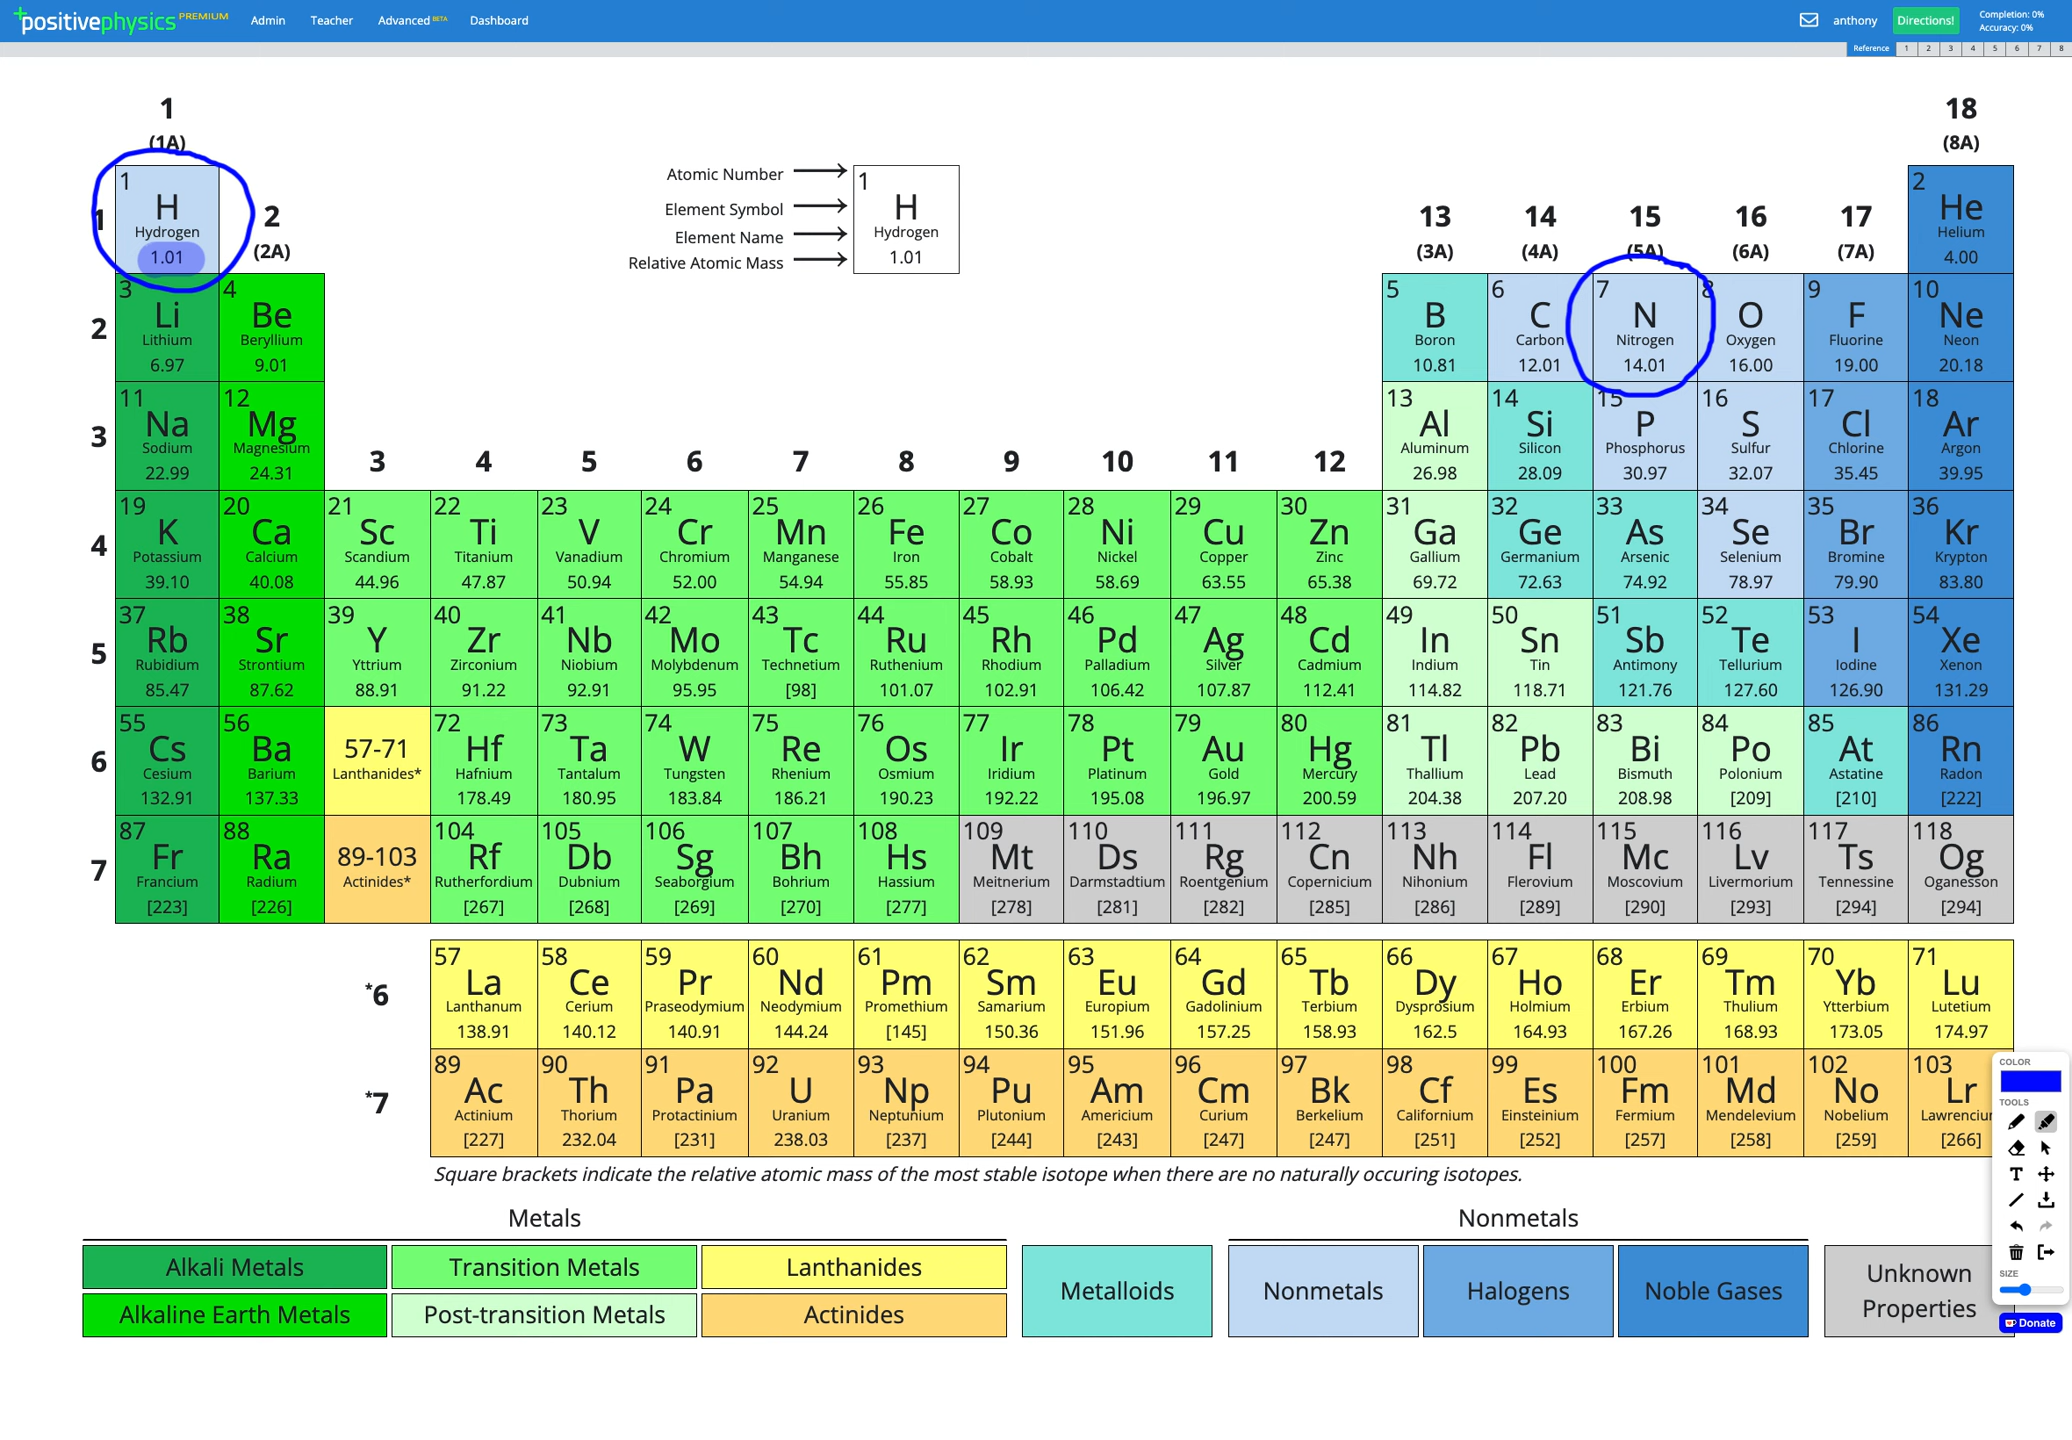 +positivephysics PREMIUM Admin Teacher Advanced BETA Dashboard anthony Directions! Completion: 0%
Accuracy: 0%
Reference 1 2 3 4 5 6 7 8
1 18
(1A) (8A)
Atomic Number 1
Element Symbol H
Element Name Hydrogen
Relative Atomic Mass 1.01
1 2
1 H He
Hydrogen Helium
1.01 4.00
2 13 14 15 16 17
(2A) (3A) (4A) (5A) (6A) (7A)
3 4 5 6 7 8 9 10
2 Li Be B C N O F Ne
Lithium Beryllium Boron Carbon Nitrogen Oxygen Fluorine Neon
6.97 9.01 10.81 12.01 14.01 16.00 19.00 20.18
11 12 13 14 15 16 17 18
3 Na Mg Al Si P S Cl Ar
Sodium Magnesium Aluminum Silicon Phosphorus Sulfur Chlorine Argon
22.99 24.31 26.98 28.09 30.97 32.07 35.45 39.95
3 4 5 6 7 8 9 10 11 12
19 20 21 22 23 24 25 26 27 28 29 30 31 32 33 34 35 36
4 K Ca Sc Ti V Cr Mn Fe Co Ni Cu Zn Ga Ge As Se Br Kr
Potassium Calcium Scandium Titanium Vanadium Chromium Manganese Iron Cobalt Nickel Copper Zinc Gallium Germanium Arsenic Selenium Bromine Krypton
39.10 40.08 44.96 47.87 50.94 52.00 54.94 55.85 58.93 58.69 63.55 65.38 69.72 72.63 74.92 78.97 79.90 83.80
37 38 39 40 41 42 43 44 45 46 47 48 49 50 51 52 53 54
5 Rb Sr Y Zr Nb Mo Tc Ru Rh Pd Ag Cd In Sn Sb Te I Xe
Rubidium Strontium Yttrium Zirconium Niobium Molybdenum Technetium Ruthenium Rhodium Palladium Silver Cadmium Indium Tin Antimony Tellurium Iodine Xenon
85.47 87.62 88.91 91.22 92.91 95.95 [98] 101.07 102.91 106.42 107.87 112.41 114.82 118.71 121.76 127.60 126.90 131.29
55 56 57-71 72 73 74 75 76 77 78 79 80 81 82 83 84 85 86
6 Cs Ba Hf Ta W Re Os Ir Pt Au Hg Tl Pb Bi Po At Rn
Cesium Barium Lanthanides* Hafnium Tantalum Tungsten Rhenium Osmium Iridium Platinum Gold Mercury Thallium Lead Bismuth Polonium Astatine Radon
132.91 137.33 178.49 180.95 183.84 186.21 190.23 192.22 195.08 196.97 200.59 204.38 207.20 208.98 [209] [210] [222]
87 88 89-103 104 105 106 107 108 109 110 111 112 113 114 115 116 117 118
7 Fr Ra Rf Db Sg Bh Hs Mt Ds Rg Cn Nh Fl Mc Lv Ts Og
Francium Radium Actinides* Rutherfordium Dubnium Seaborgium Bohrium Hassium Meitnerium Darmstadtium Roentgenium Copernicium Nihonium Flerovium Moscovium Livermorium Tennessine Oganesson
[223] [226] [267] [268] [269] [270] [277] [278] [281] [282] [285] [286] [289] [290] [293] [294] [294]
57 58 59 60 61 62 63 64 65 66 67 68 69 70 71
*6 La Ce Pr Nd Pm Sm Eu Gd Tb Dy Ho Er Tm Yb Lu
Lanthanum Cerium Praseodymium Neodymium Promethium Samarium Europium Gadolinium Terbium Dysprosium Holmium Erbium Thulium Ytterbium Lutetium
138.91 140.12 140.91 144.24 [145] 150.36 151.96 157.25 158.93 162.5 164.93 167.26 168.93 173.05 174.97
89 90 91 92 93 94 95 96 97 98 99 100 101 102 103
*7 Ac Th Pa U Np Pu Am Cm Bk Cf Es Fm Md No Lr
Actinium Thorium Protactinium Uranium Neptunium Plutonium Americium Curium Berkelium Californium Einsteinium Fermium Mendelevium Nobelium Lawrenciu
[227] 232.04 [231] 238.03 [237] [244] [243] [247] [247] [251] [252] [257] [258] [259] [266]
Square brackets indicate the relative atomic mass of the most stable isotope when there are no naturally occuring isotopes.
Metals Nonmetals
Alkali Metals Transition Metals Lanthanides
Alkaline Earth Metals Post-transition Metals Actinides
Metalloids Nonmetals Halogens Noble Gases
Unknown
Properties
COLOR
TOOLS
T
SIZE
Donate